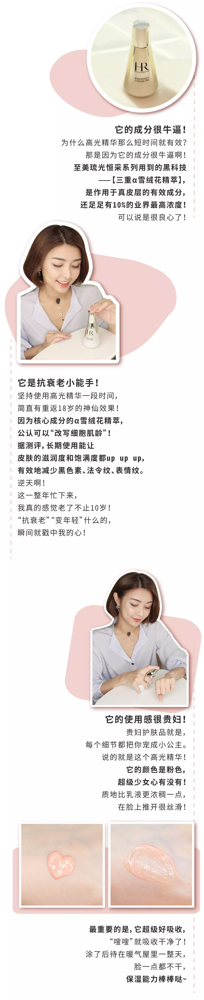 HR
HELENA RUBINSTEIN
PRODIGY
CELLGLOW
它的成分很牛逼！
为什么高光精华那么短时间就有效？
那是因为它的成分很牛逼啊！
至美琉光恒采系列用到的黑科技
——【三重α雪绒花精萃】，
是作用于真皮层的有效成分，
还足足有10%的业界最高浓度！
可以说是很良心了！
HR
它是抗衰老小能手！
坚持使用高光精华一段时间，
简直有重返18岁的神仙效果！
因为核心成分的α雪绒花精萃，
公认可以“改写细胞肌龄”！
据测评，长期使用能让
皮肤的滋润度和饱满度都up up up，
有效地减少黑色素、法令纹、表情纹。
逆天啊！
这一整年忙下来，
我真的感觉老了不止10岁！
“抗衰老”“变年轻”什么的，
瞬间就戳中我的心！
它的使用感很贵妇！
贵妇护肤品就是，
每个细节都把你宠成小公主。
说的就是这个高光精华！
它的颜色是粉色，
超级少女心有没有！
质地比乳液更浓稠一点，
在脸上推开很丝滑！
最重要的是，它超级好吸收，
“嗖嗖”就吸收干净了！
涂了后待在暖气屋里一整天，
脸一点都不干，
保湿能力棒棒哒~